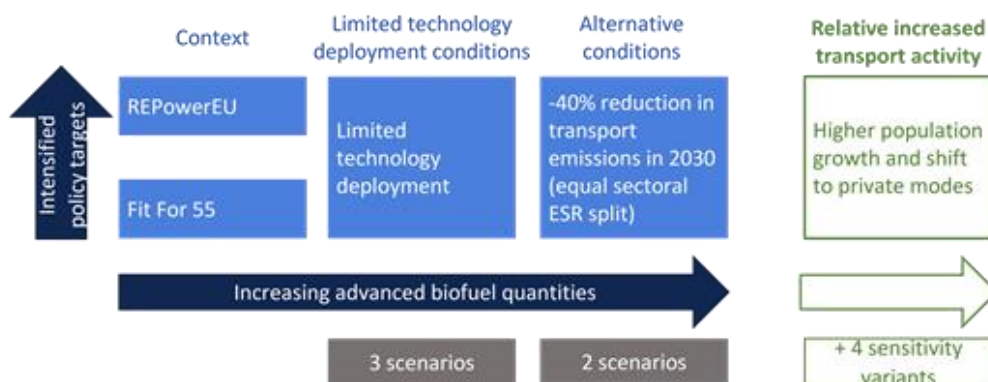 Context
Limited technology
deployment conditions
Alternative
conditions
Relative increased
transport activity
Intensified
policy targets
REPowerEU
Fit For 55
Limited
technology
deployment
-40% reduction in
transport
emissions in 2030
(equal sectoral
ESR split)
Higher population
growth and shift
to private modes
Increasing advanced biofuel quantities
3 scenarios
2 scenarios
+ 4 sensitivity
variants